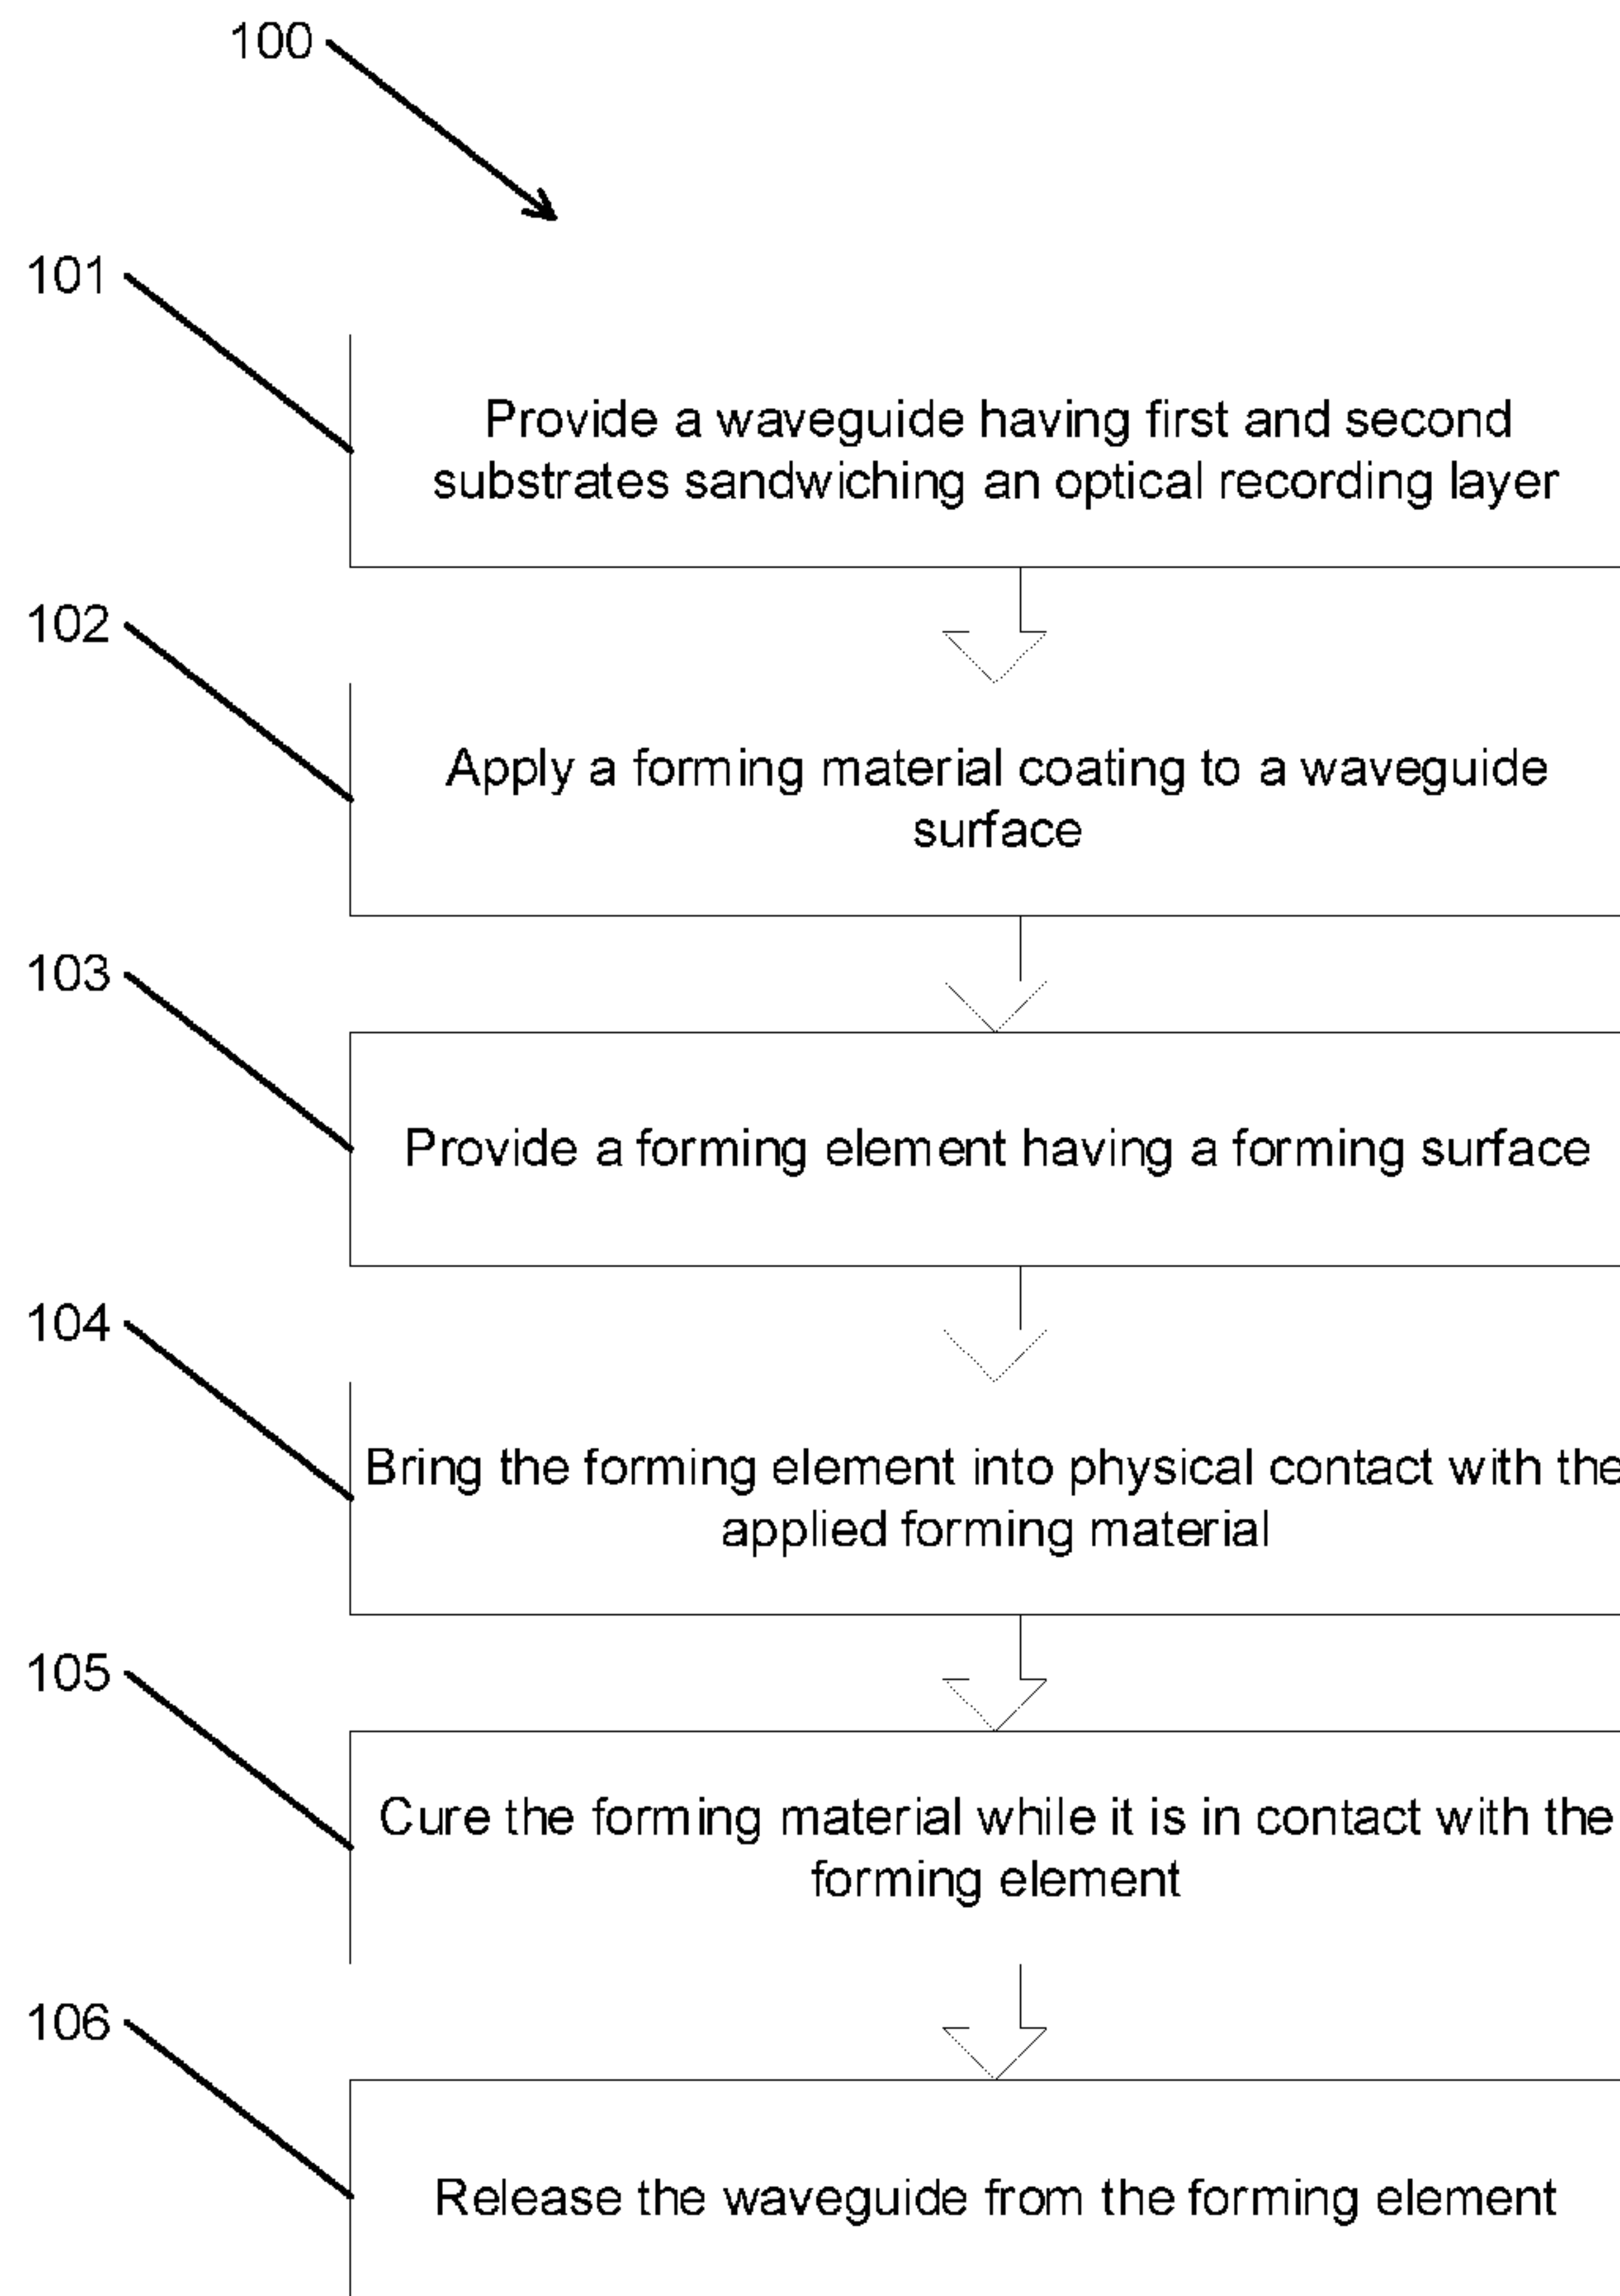 100
101
Provide a waveguide having first and second
substrates sandwiching an optical recording layer
102
Apply a forming material coating to a waveguide
surface
103
Provide a forming element having a forming surface
104
Bring the forming element into physical contact with the
applied forming material
105
Cure the forming material while it is in contact with the
forming element
106
Release the waveguide from the forming element